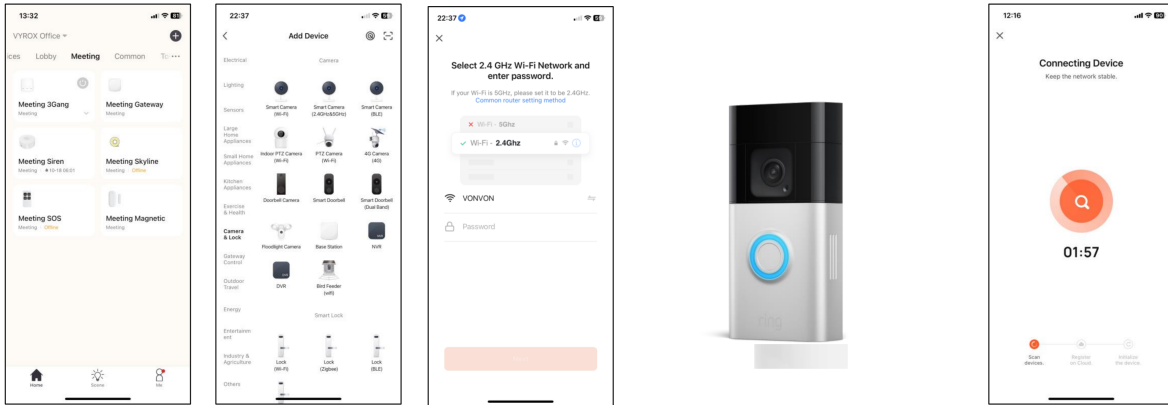 13:32
81
VYROX Office
ices Lobby Meeting Common To
Meeting 3Gang
Meeting
Meeting Gateway
Meeting
Meeting Siren
Meeting 10-18 06:01
Meeting Skyline
Meeting Offline
Meeting SOS
Meeting Offline
Meeting Magnetic
Meeting
Home
Scene
Me
22:37
Add Device
Electrical
Lighting
Sensors
Large
Home
Appliances
Small Home
Appliances
Kitchen
Appliances
Exercise
& Health
Camera
& Lock
Gateway
Control
Outdoor
Travel
Energy
Entertainm
ent
Industry &
Agriculture
Others
Camera
Smart Camera
(Wi-Fi)
Smart Camera
(2.4GHz&5GHz)
Smart Camera
(BLE)
Indoor PTZ Camera
(Wi-Fi)
PTZ Camera
(Wi-Fi)
4G Camera
(4G)
Doorbell Camera
Smart Doorbell
Smart Doorbell
(Dual Band)
Floodlight Camera
Base Station
NVR
DVR
Bird Feeder
(wifi)
Smart Lock
Lock
(Wi-Fi)
Lock
(Zigbee)
Lock
(BLE)
22:37
Select 2.4 GHz Wi-Fi Network and
enter password.
If your Wi-Fi is 5GHz, please set it to be 2.4GHz.
Common router setting method
Wi-Fi - 5Ghz
Wi-Fi - 2.4Ghz
VONVON
Password
ring
12:16
Connecting Device
Keep the network stable.
01:57
Scan
devices.
Register
on Cloud.
Initialize
the device.